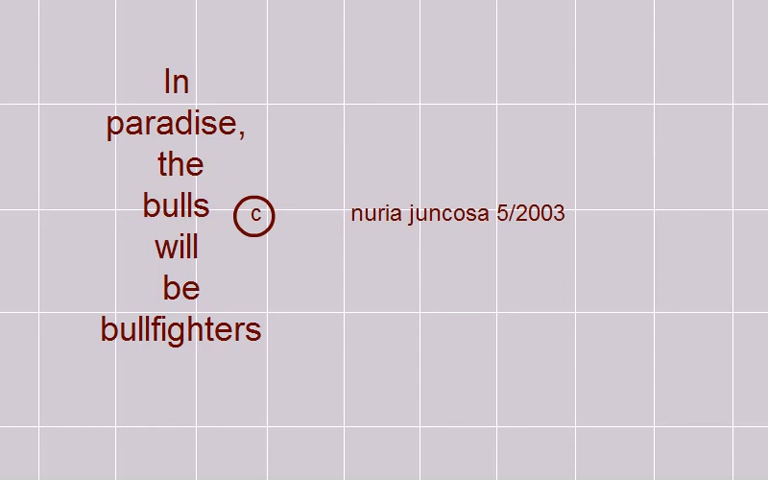 In
paradise,
the
bulls
will
be
bullfighters
c
nuria juncosa 5/2003